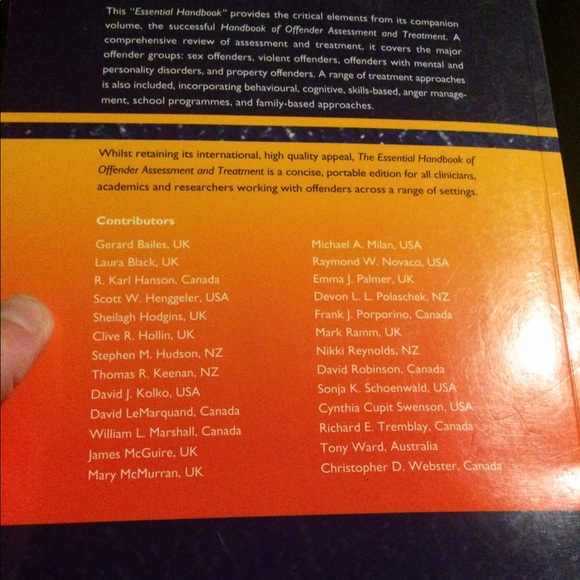 This "Essential Handbook" provides the critical elements from its companion
volume, the successful Handbook of Offender Assessment and Treatment. A
comprehensive review of assessment and treatment, it covers the major
offender groups: sex offenders, violent offenders, offenders with mental and
personality disorders, and property offenders. A range of treatment approaches
is also included, incorporating behavioural, cognitive, skills-based, anger manage-
ment, school programmes, and family-based approaches.
Whilst retaining its international, high quality appeal, The Essential Handbook of
Offender Assessment and Treatment is a concise, portable edition for all clinicians,
academics and researchers working with offenders across a range of settings.
Contributors
Gerard Bailes, UK
Laura Black, UK
R. Karl Hanson, Canada
Scott W. Henggeler, USA
Sheilagh Hodgins, UK
Clive R. Hollin, UK
Stephen M. Hudson, NZ
Thomas R. Keenan, NZ
David J. Kolko, USA
David LeMarquand, Canada
William L. Marshall, Canada
James McGuire, UK
Mary McMurran, UK
Michael A. Milan, USA
Raymond W. Novaco, USA
Emma J. Palmer, UK
Devon L. L. Polaschek, NZ
Frank J. Porporino, Canada
Mark Ramm, UK
Nikki Reynolds, NZ
David Robinson, Canada
Sonja K. Schoenwald, USA
Cynthia Cupit Swenson, USA
Richard E. Tremblay, Canada
Tony Ward, Australia
Christopher D. Webster, Canada